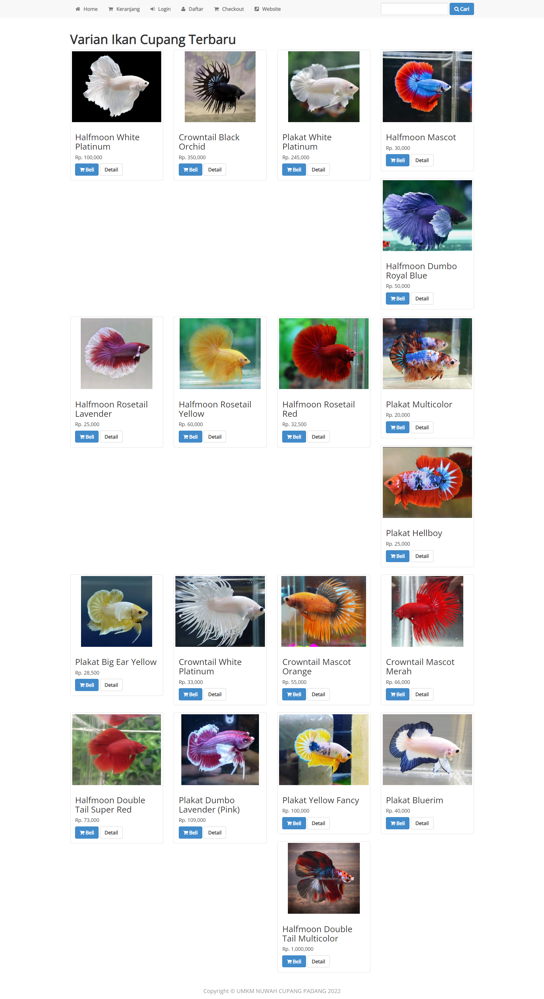 Home Keranjang Login Daftar Checkout Website Cari
Varian Ikan Cupang Terbaru
Halfmoon White
Platinum
Rp. 100,000
Beli Detail
Crowntail Black
Orchid
Rp. 350,000
Beli Detail
Plakat White
Platinum
Rp. 245,000
Beli Detail
Halfmoon Mascot
Rp. 30,000
Beli Detail
Halfmoon Dumbo
Royal Blue
Rp. 50,000
Beli Detail
Halfmoon Rosetail
Lavender
Rp. 25,000
Beli Detail
Halfmoon Rosetail
Yellow
Rp. 60,000
Beli Detail
Halfmoon Rosetail
Red
Rp. 32,500
Beli Detail
Plakat Multicolor
Rp. 20,000
Beli Detail
Plakat Hellboy
Rp. 25,000
Beli Detail
Plakat Big Ear Yellow
Rp. 28,500
Beli Detail
Crowntail White
Platinum
Rp. 33,000
Beli Detail
Crowntail Mascot
Orange
Rp. 55,000
Beli Detail
Crowntail Mascot
Merah
Rp. 66,000
Beli Detail
Halfmoon Double
Tail Super Red
Rp. 73,000
Beli Detail
Plakat Dumbo
Lavender (Pink)
Rp. 109,000
Beli Detail
Plakat Yellow Fancy
Rp. 100,000
Beli Detail
Plakat Bluerim
Rp. 40,000
Beli Detail
Halfmoon Double
Tail Multicolor
Rp. 1,000,000
Beli Detail
Copyright © UMKM NUWAH CUPANG PADANG 2022